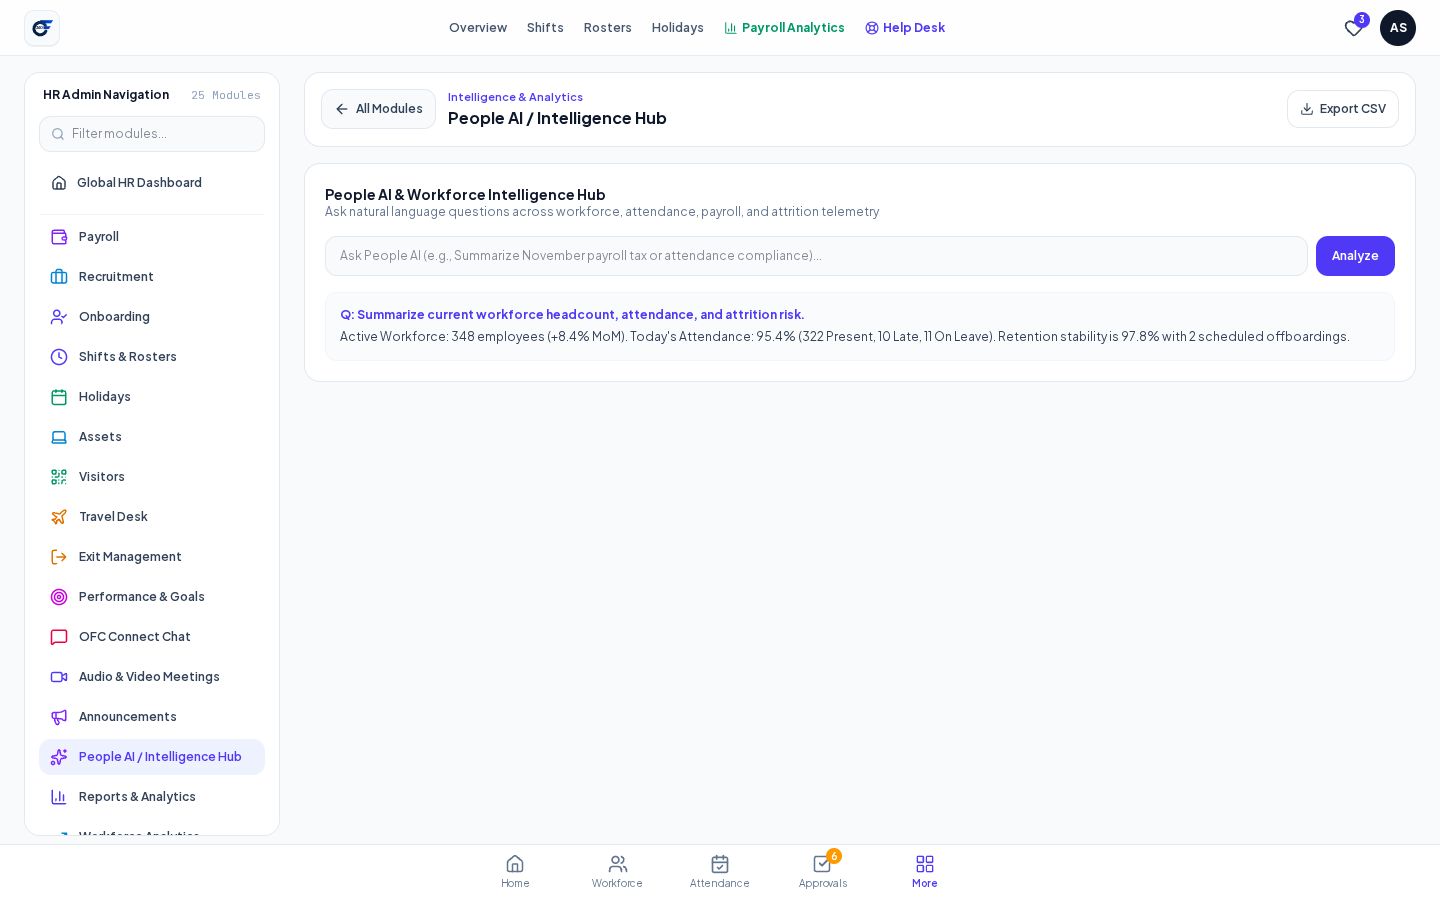 Overview Shifts Rosters Holidays Payroll Analytics Help Desk 3 AS
HR Admin Navigation 25 Modules
Filter modules...
Global HR Dashboard
Payroll
Recruitment
Onboarding
Shifts & Rosters
Holidays
Assets
Visitors
Travel Desk
Exit Management
Performance & Goals
OFC Connect Chat
Audio & Video Meetings
Announcements
People AI / Intelligence Hub
Reports & Analytics
Workforce Analytics
All Modules
Intelligence & Analytics
People AI / Intelligence Hub
Export CSV
People AI & Workforce Intelligence Hub
Ask natural language questions across workforce, attendance, payroll, and attrition telemetry
Ask People AI (e.g., Summarize November payroll tax or attendance compliance)...
Analyze
Q: Summarize current workforce headcount, attendance, and attrition risk.
Active Workforce: 348 employees (+8.4% MoM). Today's Attendance: 95.4% (322 Present, 10 Late, 11 On Leave). Retention stability is 97.8% with 2 scheduled offboardings.
6
Home Workforce Attendance Approvals More